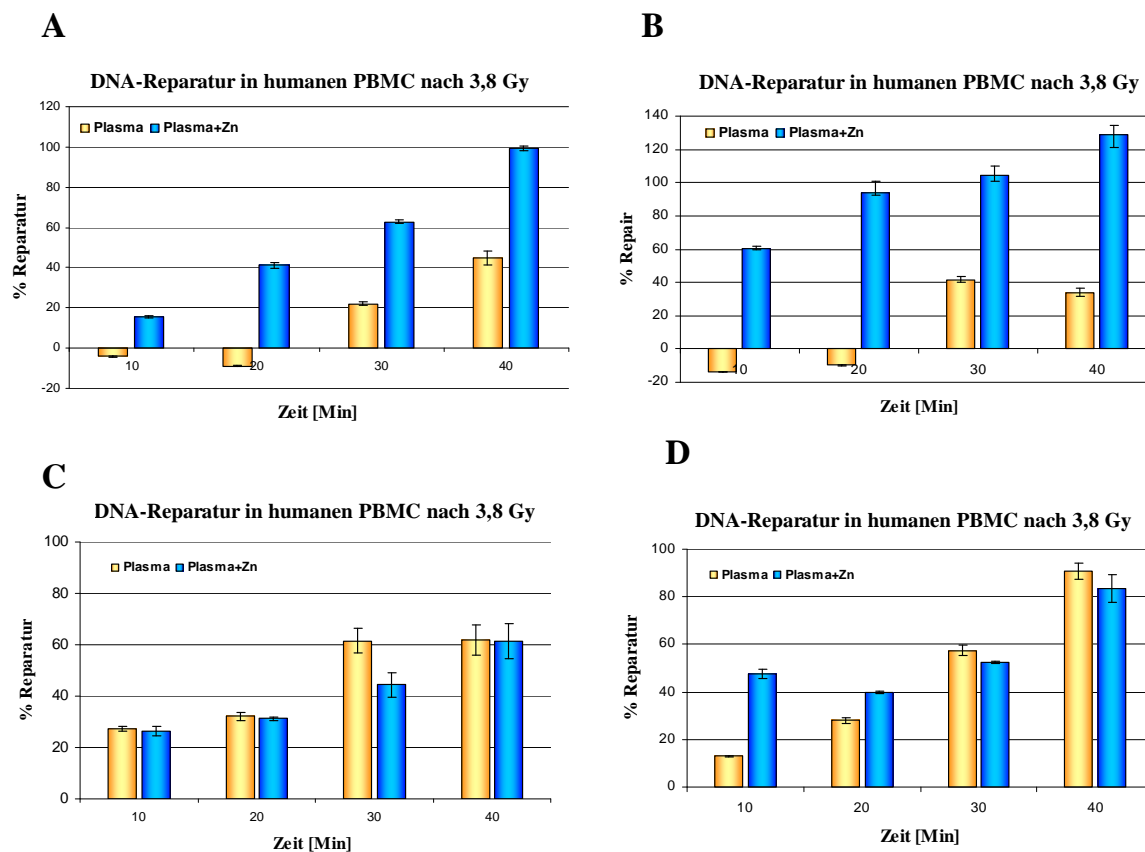 A
DNA-Reparatur in humanen PBMC nach 3,8 Gy
Plasma Plasma+Zn
% Reparatur
120
100
80
60
40
20
0
-20
10 20 30 40
Zeit [Min]
B
DNA-Reparatur in humanen PBMC nach 3,8 Gy
Plasma Plasma+Zn
% Repair
140
120
100
80
60
40
20
0
-20
10 20 30 40
Zeit [Min]
C
DNA-Reparatur in humanen PBMC nach 3,8 Gy
Plasma Plasma+Zn
% Reparatur
100
80
60
40
20
0
10 20 30 40
Zeit [Min]
D
DNA-Reparatur in humanen PBMC nach 3,8 Gy
Plasma Plasma+Zn
% Reparatur
100
80
60
40
20
0
10 20 30 40
Zeit [Min]